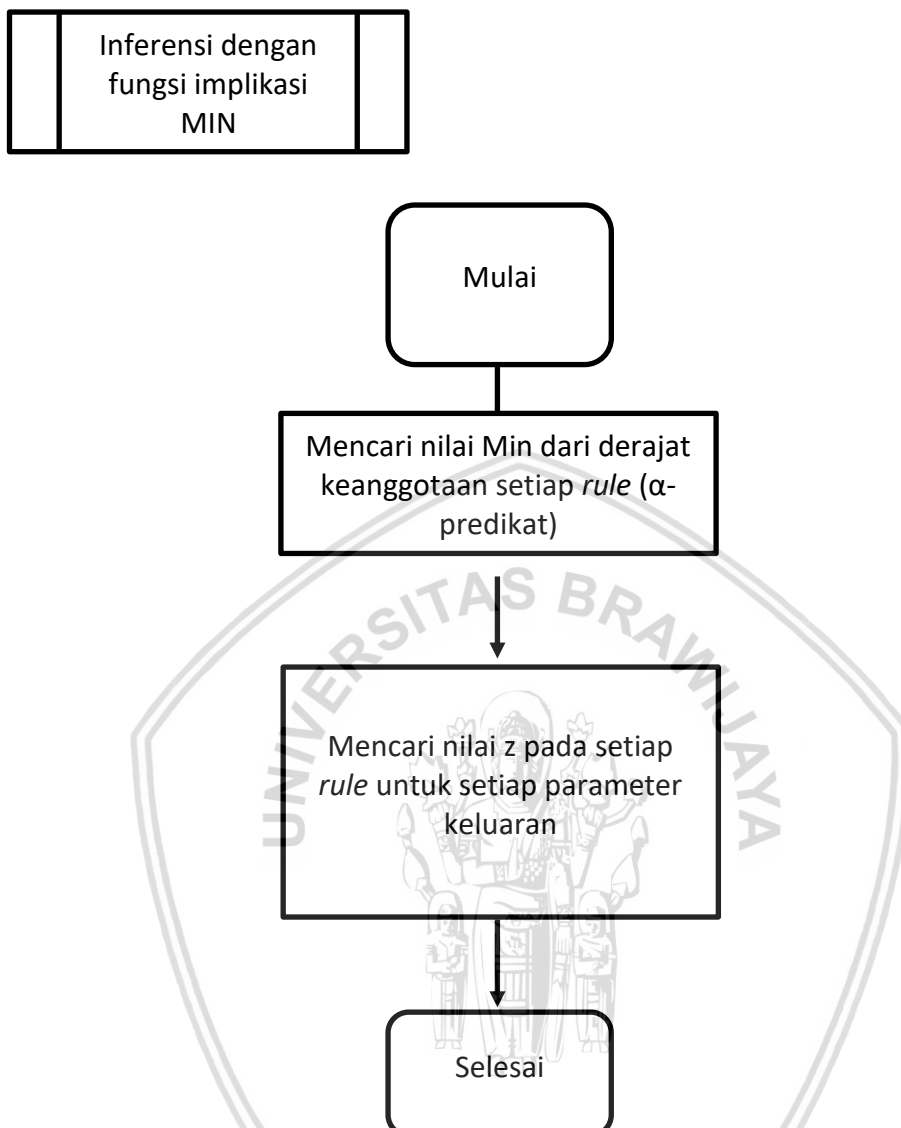 Inferensi dengan
fungsi implikasi
MIN
Mulai
Mencari nilai Min dari derajat
keanggotaan setiap rule (α-
predikat)
UNIVERSITAS BRAWIJAYA
Mencari nilai z pada setiap
rule untuk setiap parameter
keluaran
Selesai